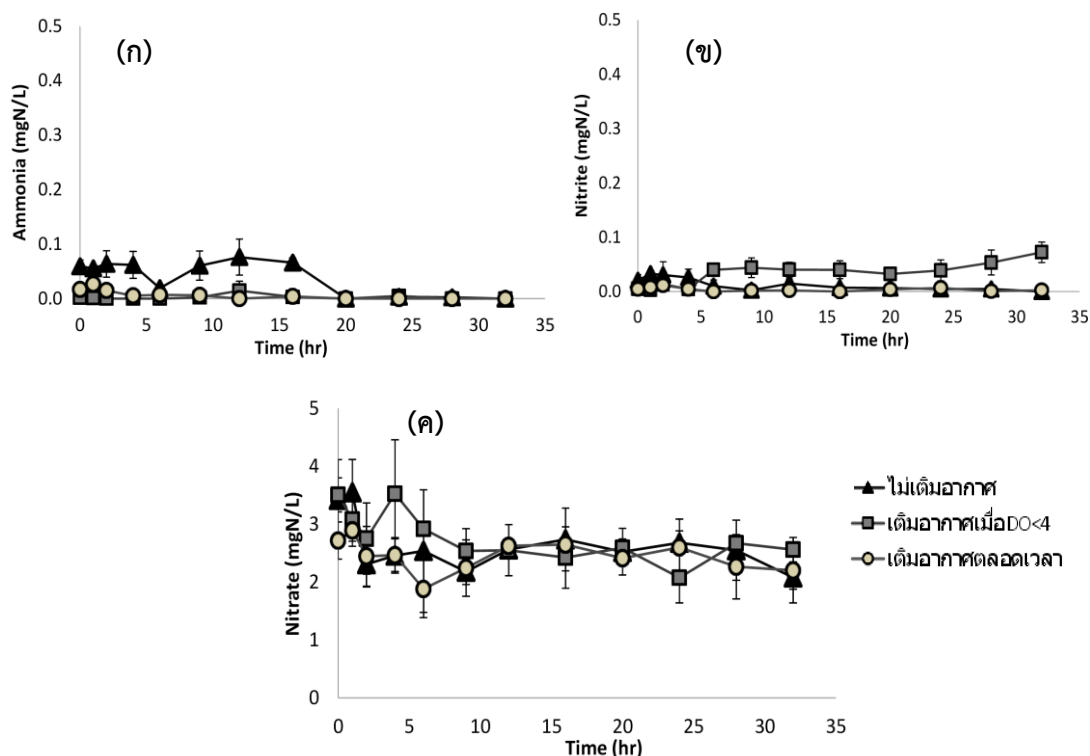 (ก)
0.5
0.4
0.3
0.2
0.1
0.0
Ammonia (mgN/L)
0 5 10 15 20 25 30 35
Time (hr)
(ข)
0.5
0.4
0.3
0.2
0.1
0.0
Nitrite (mgN/L)
0 5 10 15 20 25 30 35
Time (hr)
(ค)
5
4
3
2
1
0
Nitrate (mgN/L)
0 5 10 15 20 25 30 35
Time (hr)
ไม่เติมอากาศ
เติมอากาศเมื่อDO<4
เติมอากาศตลอดเวลา